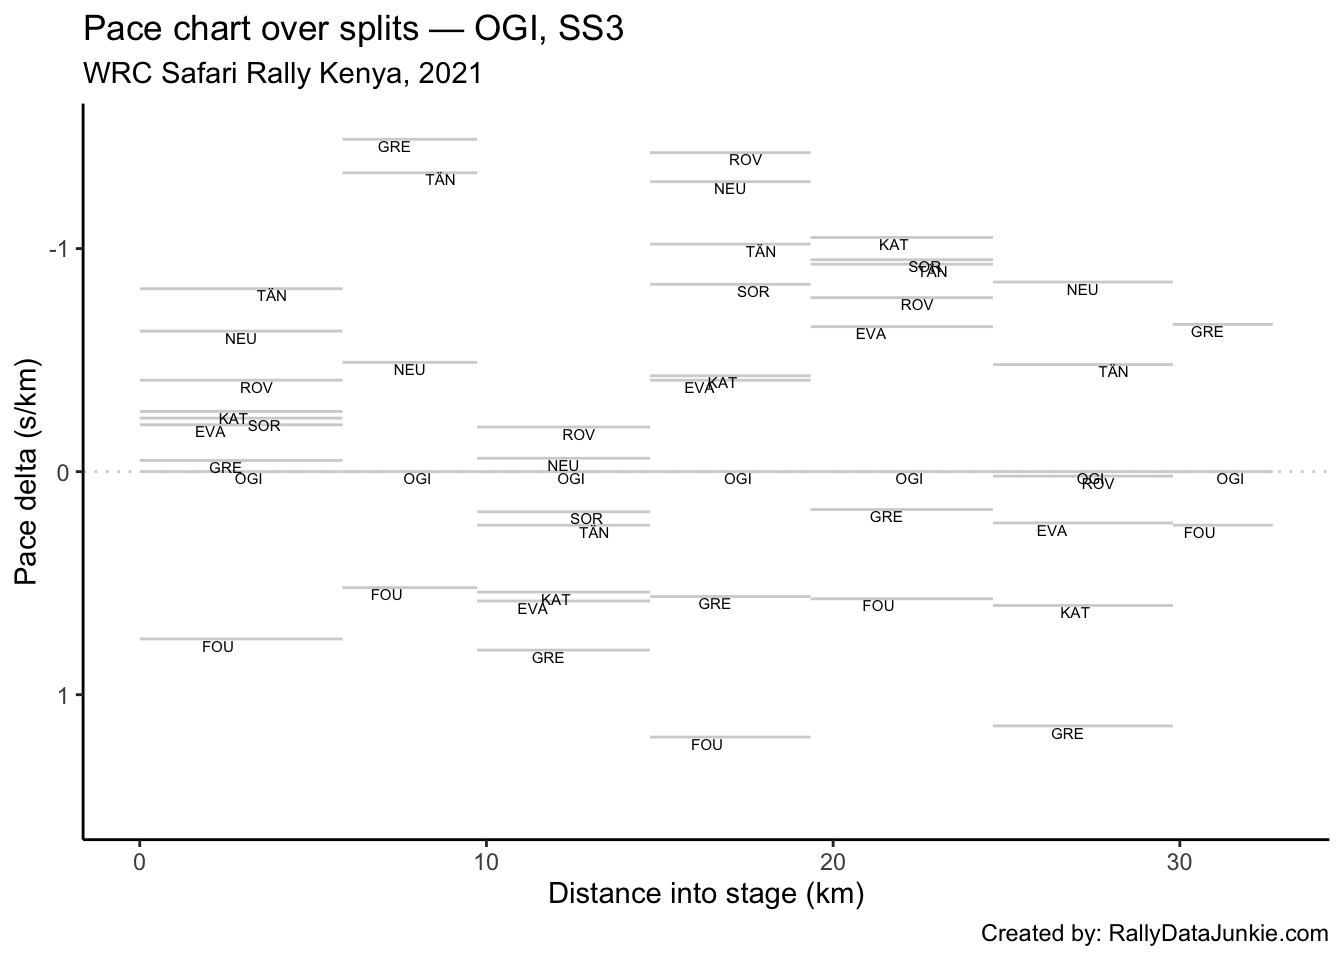 Pace chart over splits — OGI, SS3
WRC Safari Rally Kenya, 2021
GRE
TÄN
ROV
NEU
TÄN
SOR
KAT
SOR
TÄN
ROV
EVA
NEU
TÄN
GRE
TÄN
NEU
ROV
KAT
SOR
EVA
GRE
OGI
NEU
OGI
FOU
FOU
ROV
NEU
OGI
SOR
TÄN
KAT
EVA
GRE
KAT
EVA
OGI
GRE
FOU
OGI
GRE
FOU
OGI
ROV
EVA
KAT
GRE
OGI
FOU
-1
0
1
Pace delta (s/km)
0
10
20
30
Distance into stage (km)
Created by: RallyDataJunkie.com